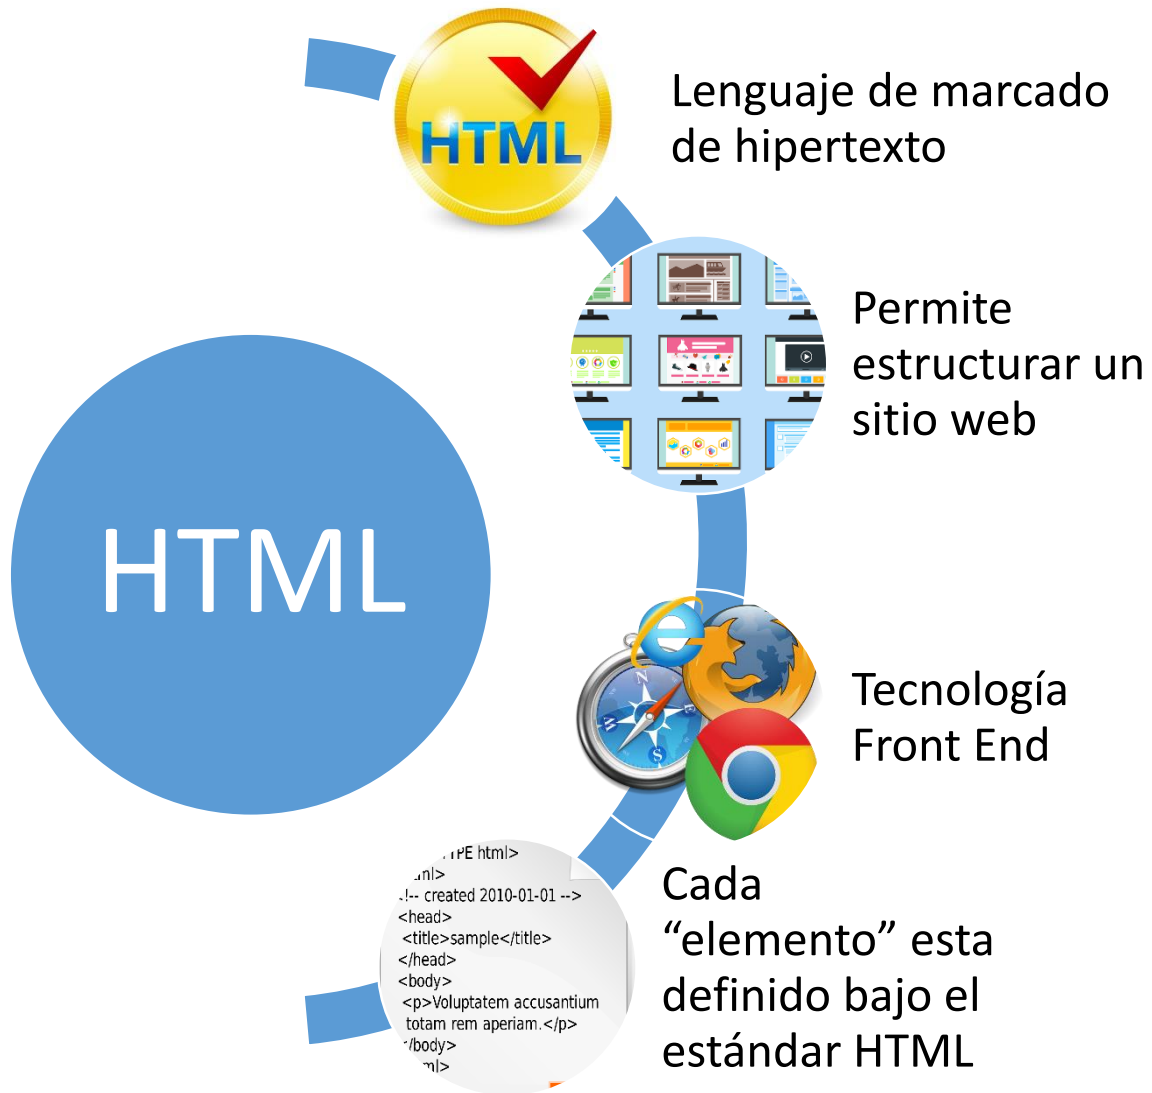 HTML
Lenguaje de marcado
de hipertexto
Permite
estructurar un
sitio web
HTML
N
W
S
Tecnología
Front End
Cada
“elemento” esta
definido bajo el
estándar HTML
html>
<!-- created 2010-01-01 -->
<head>
<title>sample</title>
</head>
<body>
<p>Voluptatem accusantium
totam rem aperiam.</p>
</body>